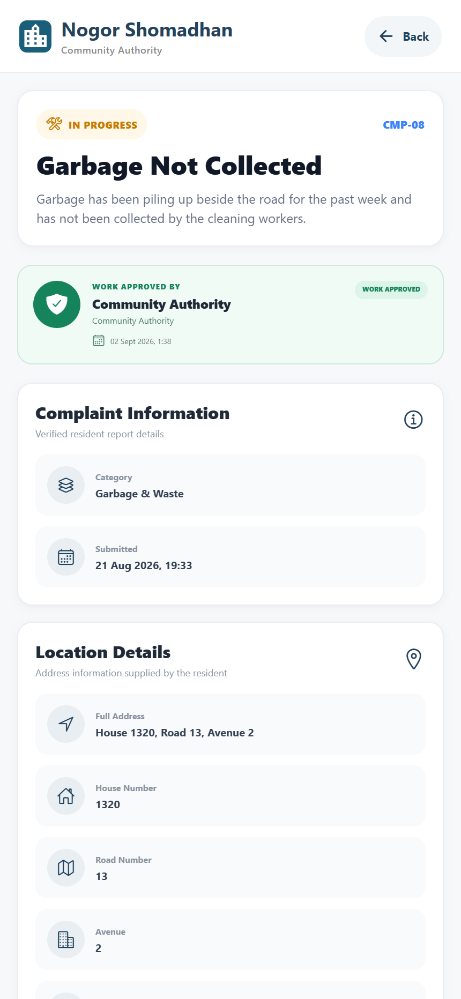 Nogor Shomadhan
Community Authority
Back
IN PROGRESS
CMP-08
Garbage Not Collected
Garbage has been piling up beside the road for the past week and
has not been collected by the cleaning workers.
WORK APPROVED BY
WORK APPROVED
Community Authority
Community Authority
02 Sept 2026, 1:38
Complaint Information
Verified resident report details
Category
Garbage & Waste
Submitted
21 Aug 2026, 19:33
Location Details
Address information supplied by the resident
Full Address
House 1320, Road 13, Avenue 2
House Number
1320
Road Number
13
Avenue
2